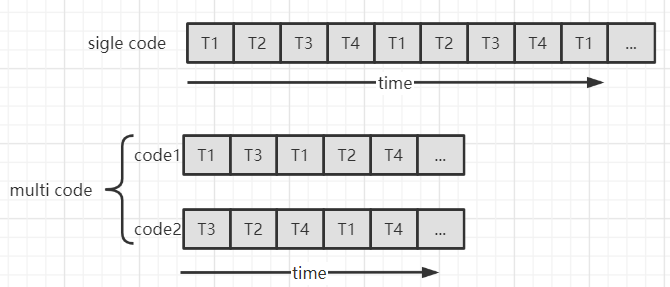 sigle code T1 T2 T3 T4 T1 T2 T3 T4 T1 ...
time
code1 T1 T3 T1 T2 T4 ...
multi code
code2 T3 T2 T4 T1 T4 ...
time